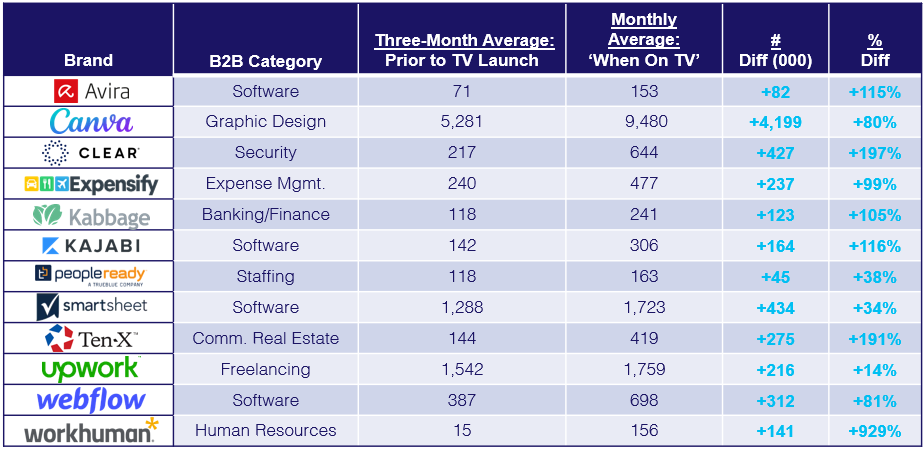 Brand B2B Category Three-Month Average: Prior to TV Launch Monthly Average: 'When On TV' # Diff (000) % Diff
Avira Software 71 153 +82 +115%
Canva Graphic Design 5,281 9,480 +4,199 +80%
CLEAR Security 217 644 +427 +197%
Expensify Expense Mgmt. 240 477 +237 +99%
Kabbage Banking/Finance 118 241 +123 +105%
KAJABI Software 142 306 +164 +116%
peopleready A TRUEBLUE COMPANY Staffing 118 163 +45 +38%
smartsheet Software 1,288 1,723 +434 +34%
Ten-X™ Comm. Real Estate 144 419 +275 +191%
upwork Freelancing 1,542 1,759 +216 +14%
webflow Software 387 698 +312 +81%
workhuman* Human Resources 15 156 +141 +929%